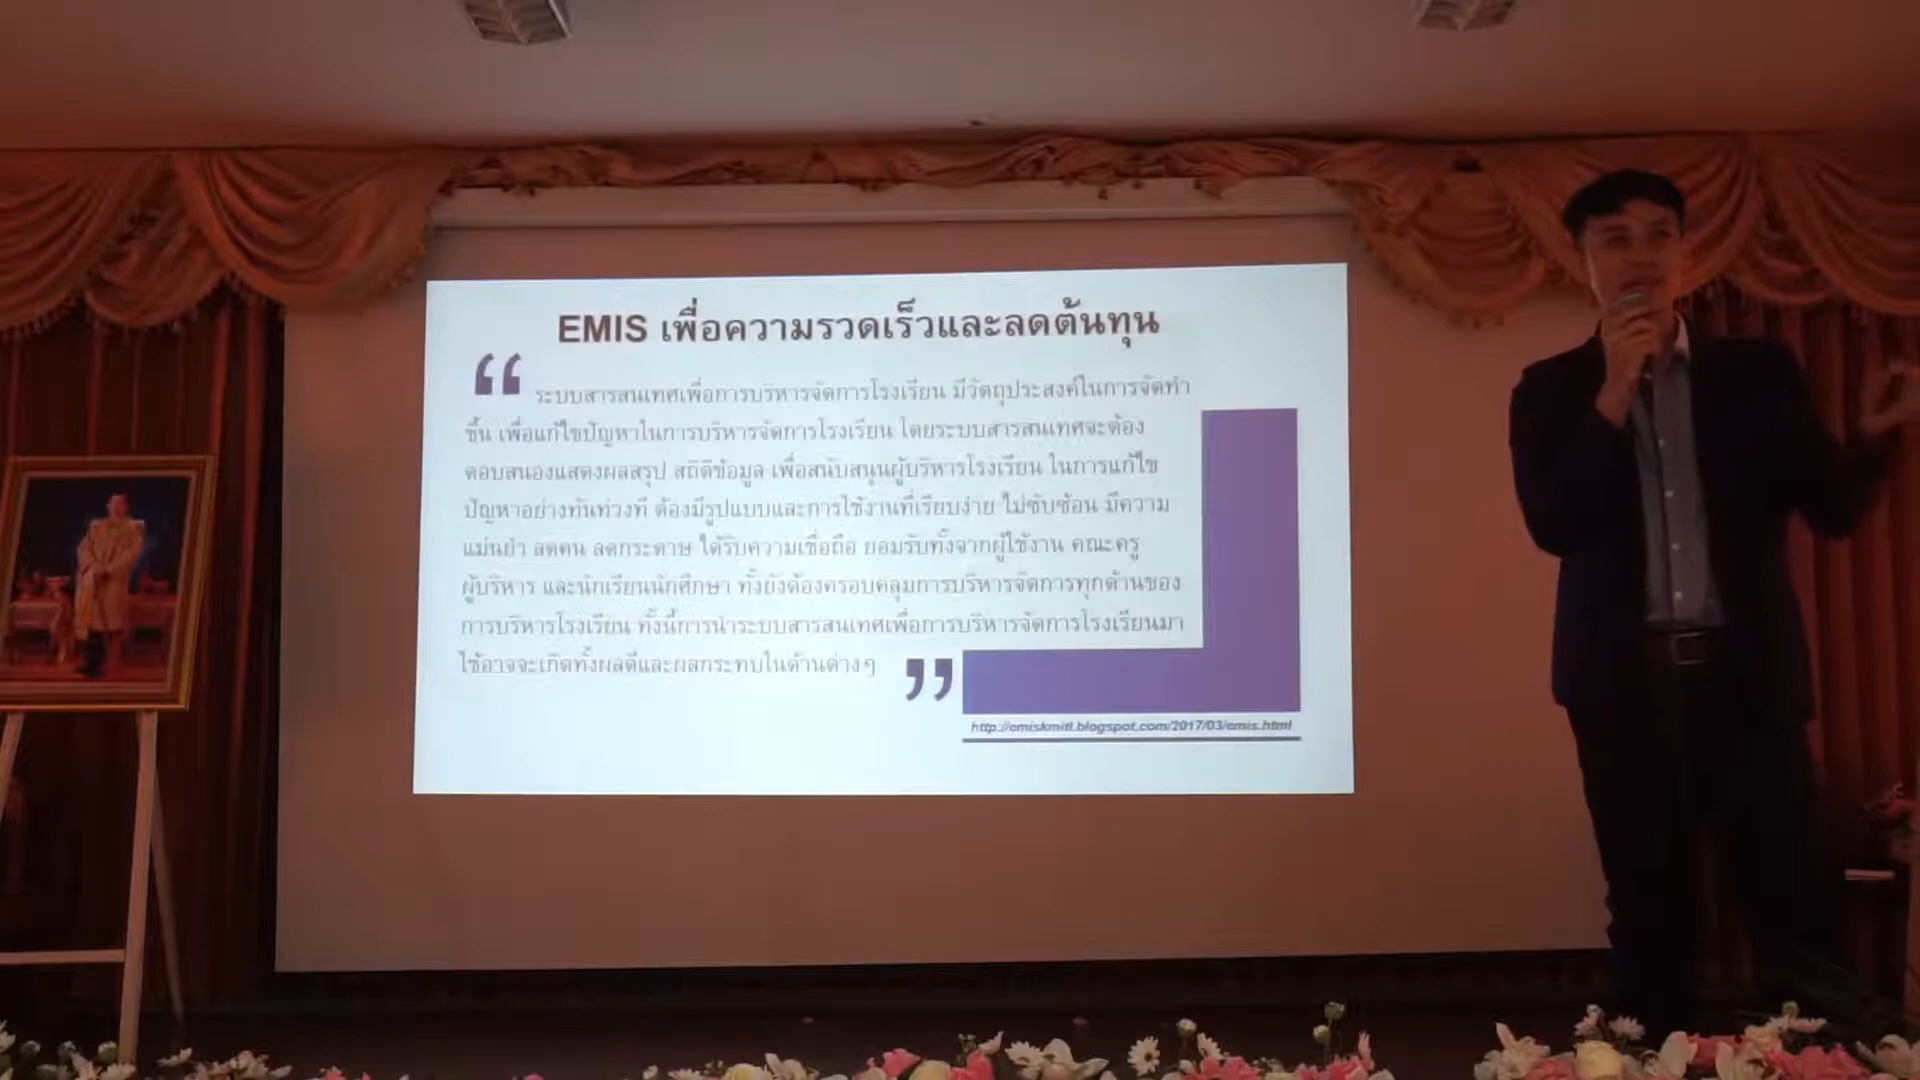 EMIS เพื่อความรวดเร็วและลดต้นทุน
“ ระบบสารสนเทศเพื่อการบริหารจัดการโรงเรียน มีวัตถุประสงค์ในการจัดทำ
ขึ้น เพื่อแก้ไขปัญหาในการบริหารจัดการโรงเรียน โดยระบบสารสนเทศจะต้อง
ตอบสนองแสดงผลสรุป สถิติข้อมูล เพื่อสนับสนุนผู้บริหารโรงเรียน ในการแก้ไข
ปัญหาอย่างทันท่วงที ต้องมีรูปแบบและการใช้งานที่เรียบง่าย ไม่ซับซ้อน มีความ
แม่นยำ ลดคน ลดกระดาษ ได้รับความเชื่อถือ ยอมรับทั้งจากผู้ใช้งาน คณะครู
ผู้บริหาร และนักเรียนนักศึกษา ทั้งยังต้องครอบคลุมการบริหารจัดการทุกด้านของ
การบริหารโรงเรียน ทั้งนี้การนำระบบสารสนเทศเพื่อการบริหารจัดการโรงเรียนมา
ใช้อาจจะเกิดทั้งผลดีและผลกระทบในด้านต่างๆ ”
http://emiskmitl.blogspot.com/2017/03/emis.html